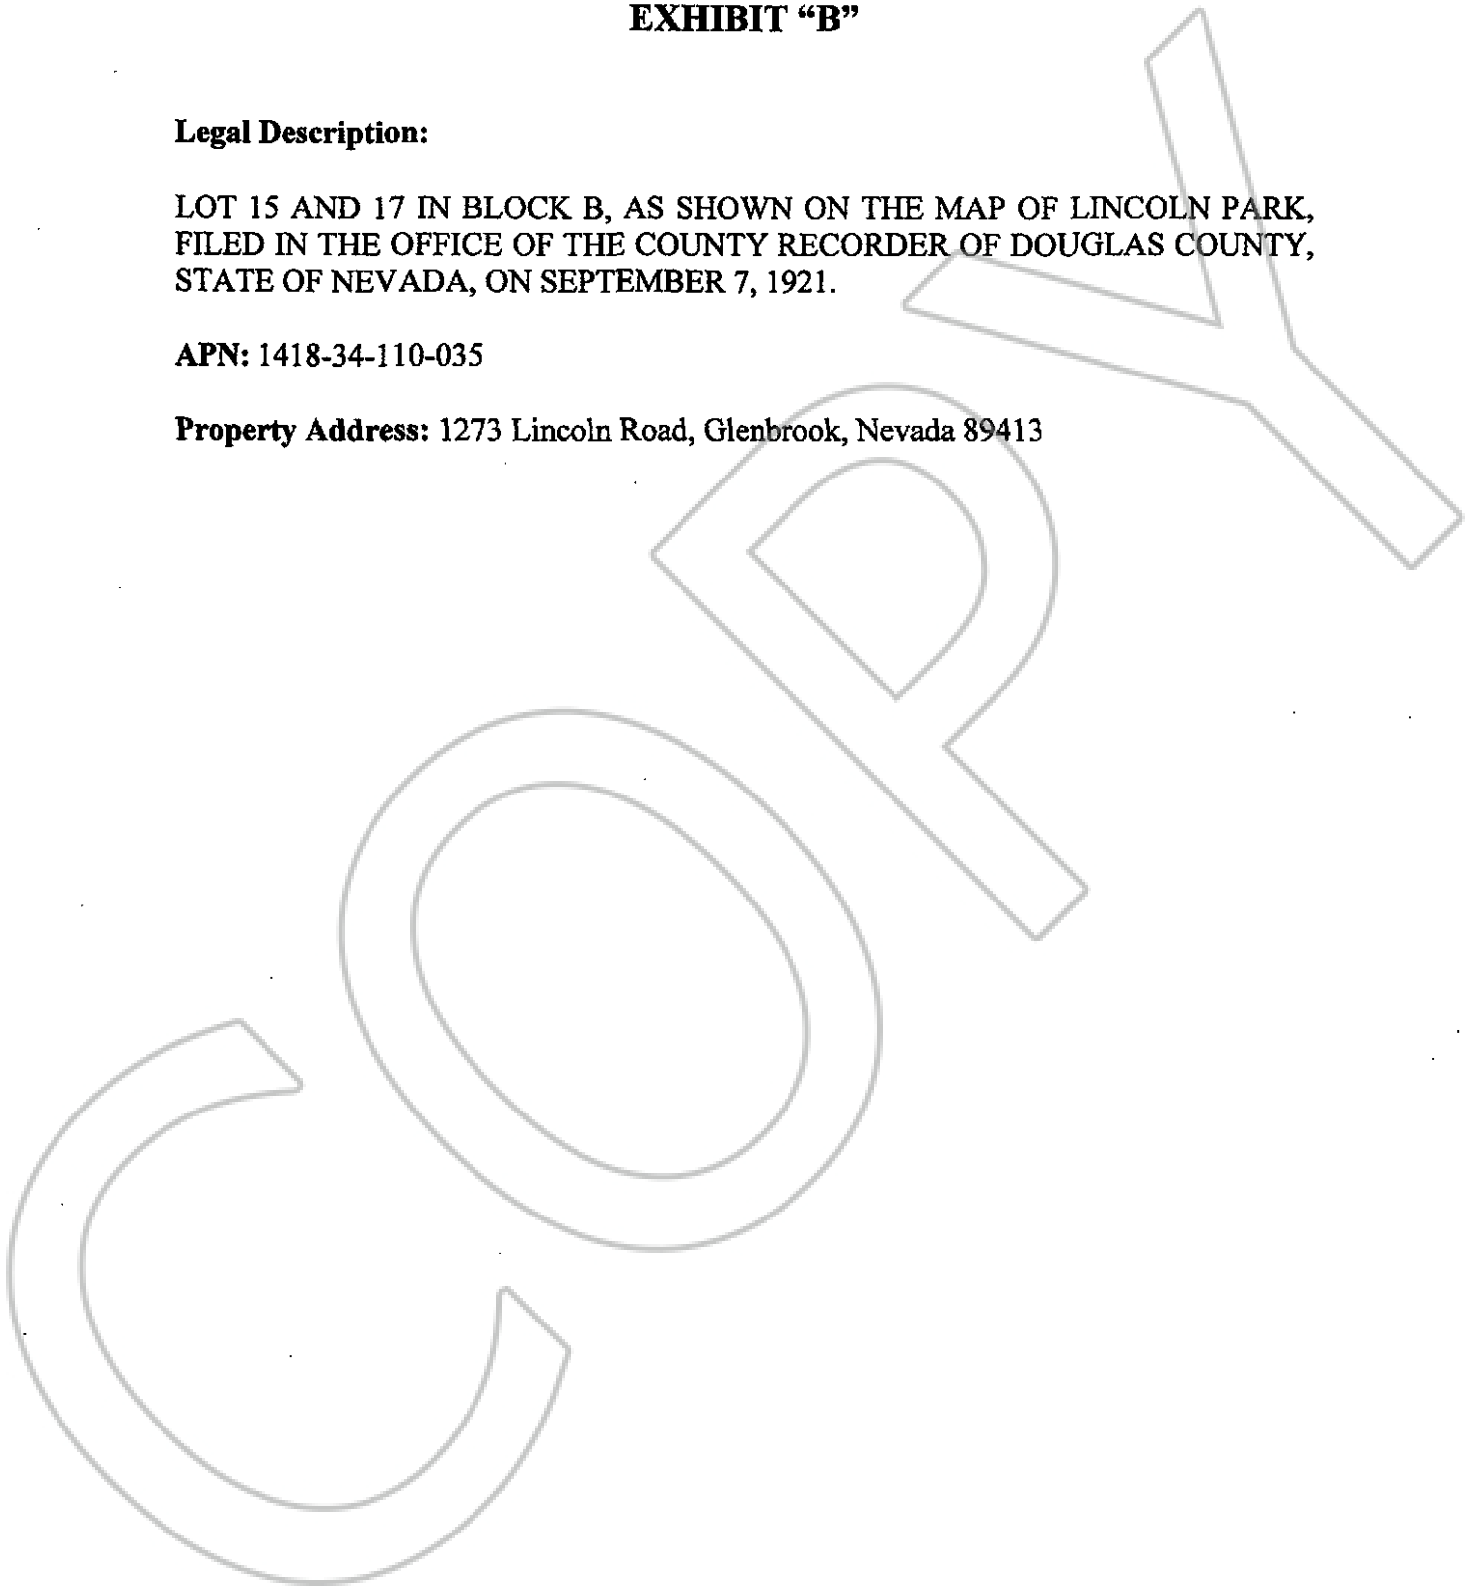 EXHIBIT “B”
Legal Description:
LOT 15 AND 17 IN BLOCK B, AS SHOWN ON THE MAP OF LINCOLN PARK,
FILED IN THE OFFICE OF THE COUNTY RECORDER OF DOUGLAS COUNTY,
STATE OF NEVADA, ON SEPTEMBER 7, 1921.
APN: 1418-34-110-035
Property Address: 1273 Lincoln Road, Glenbrook, Nevada 89413
COPY